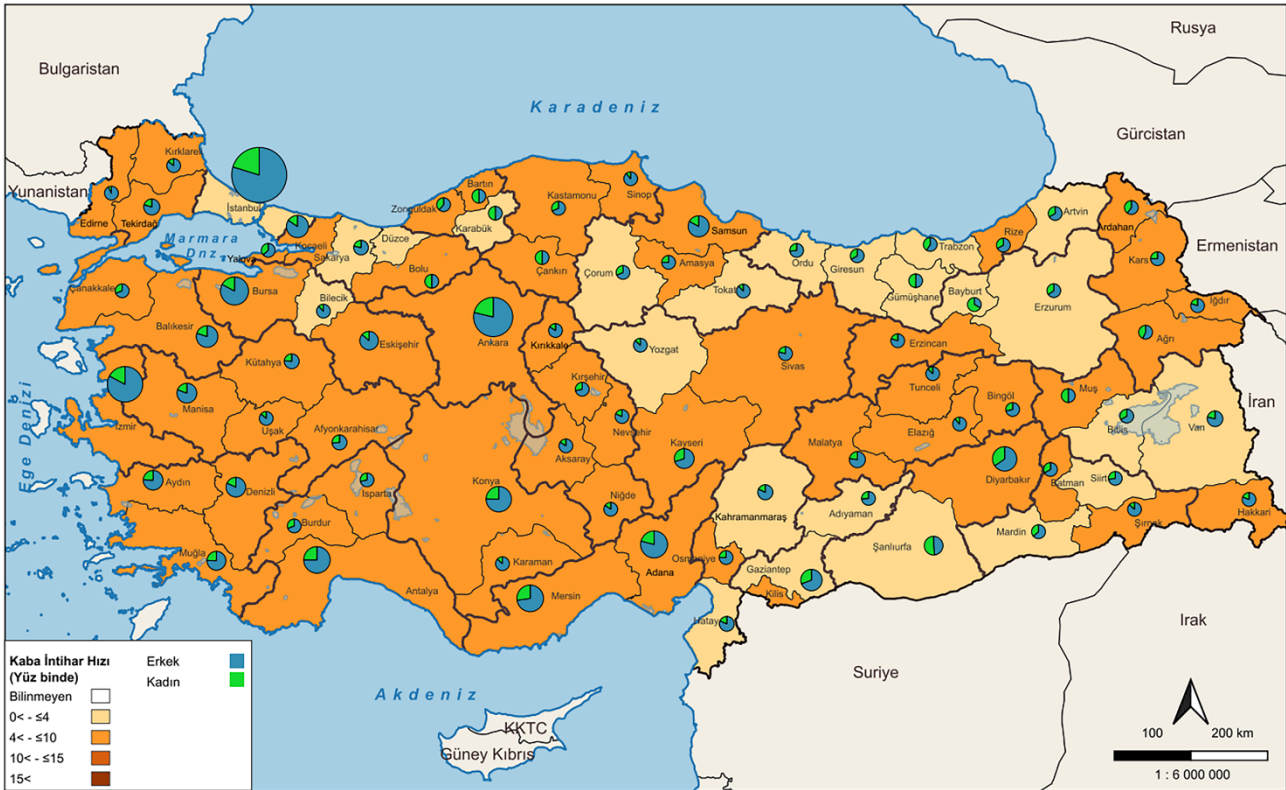 Rusya
Bulgaristan
Karadeniz
Gürcistan
Yunanistan
Ermenistan
İran
Irak
Suriye
KKTC
Güney Kıbrıs
Akdeniz
Ege Denizi
Marmara
Dnz.
Kırklareli
Edirne
Tekirdağ
İstanbul
Kocaeli
Yalova
Sakarya
Düzce
Zonguldak
Bartın
Karabük
Kastamonu
Sinop
Samsun
Bolu
Çankırı
Çorum
Amasya
Ordu
Giresun
Trabzon
Rize
Artvin
Ardahan
Kars
Iğdır
Ağrı
Erzurum
Bayburt
Gümüşhane
Tokat
Çanakkale
Bursa
Bilecik
Balıkesir
Eskişehir
Ankara
Kırıkkale
Yozgat
Sivas
Erzincan
Tunceli
Bingöl
Muş
Bitlis
Van
Kütahya
Kırşehir
İzmir
Manisa
Uşak
Afyonkarahisar
Nevşehir
Aksaray
Kayseri
Malatya
Elazığ
Diyarbakır
Batman
Siirt
Şırnak
Hakkari
Aydın
Denizli
Isparta
Konya
Niğde
Kahramanmaraş
Adıyaman
Mardin
Şanlıurfa
Burdur
Muğla
Antalya
Karaman
Mersin
Adana
Osmaniye
Gaziantep
Kilis
Hatay
Kaba İntihar Hızı
(Yüz binde)
Bilinmeyen
0< - ≤4
4< - ≤10
10< - ≤15
15<
Erkek
Kadın
100 200 km
1 : 6 000 000